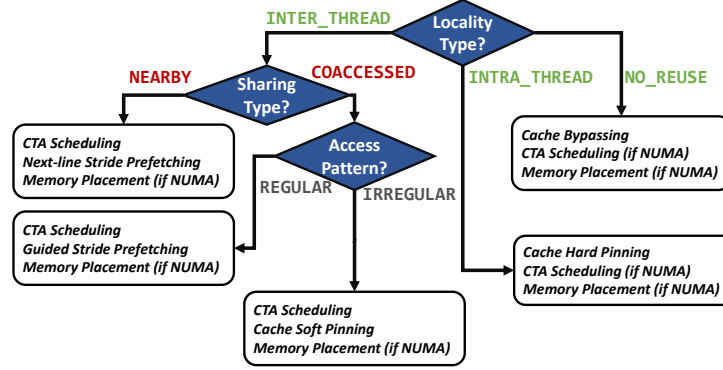 INTER_THREAD
Locality
Type?
NEARBY
COACCESSED
INTRA_THREAD
NO_REUSE
Sharing
Type?
CTA Scheduling
Next-line Stride Prefetching
Memory Placement (if NUMA)
Access
Pattern?
Cache Bypassing
CTA Scheduling (if NUMA)
Memory Placement (if NUMA)
REGULAR
IRREGULAR
CTA Scheduling
Guided Stride Prefetching
Memory Placement (if NUMA)
Cache Hard Pinning
CTA Scheduling (if NUMA)
Memory Placement (if NUMA)
CTA Scheduling
Cache Soft Pinning
Memory Placement (if NUMA)